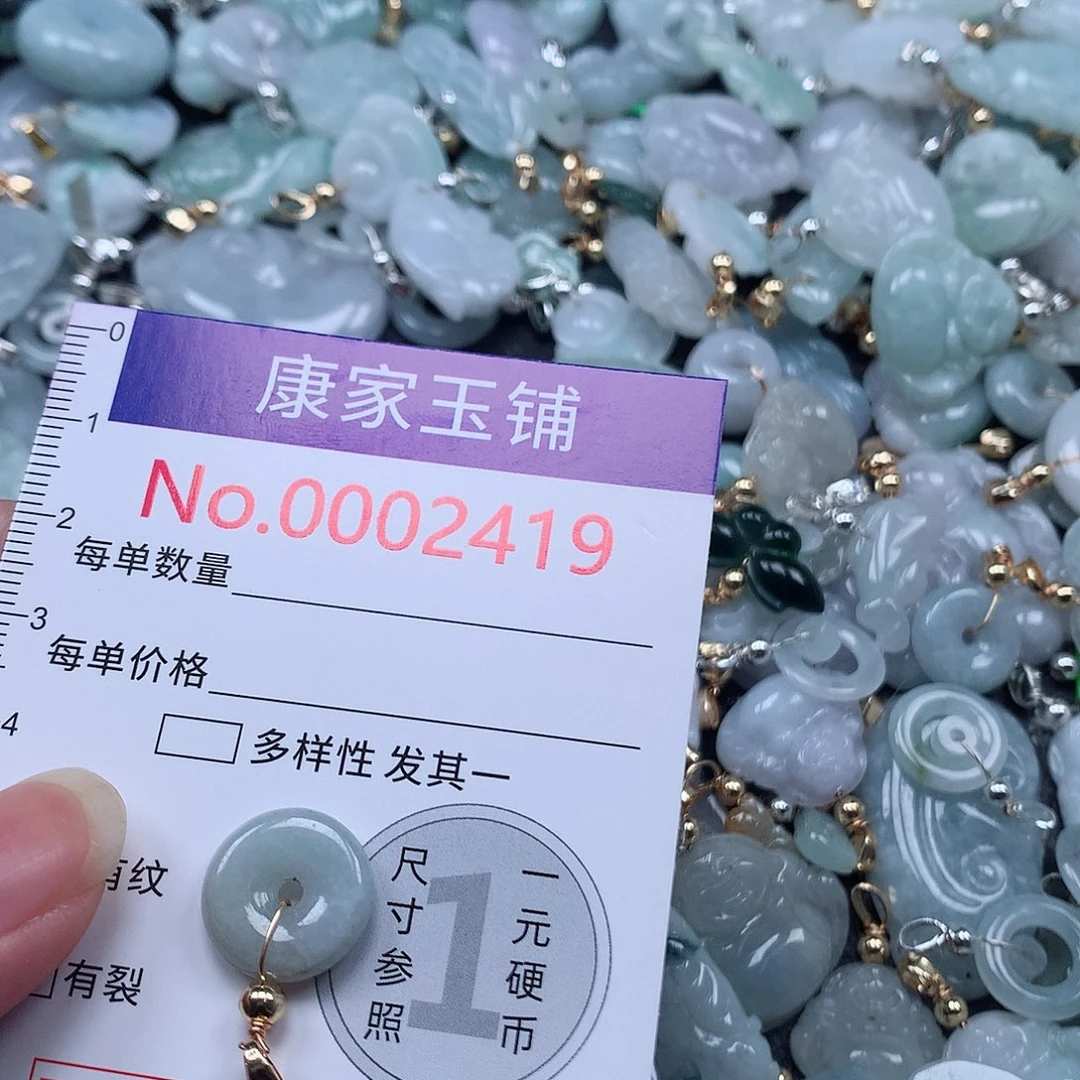 0
康家玉铺
1
No.0002419
2
每单数量
3
每单价格
4
多样性 发其一
有纹
尺寸参照
1
一元硬币
有裂